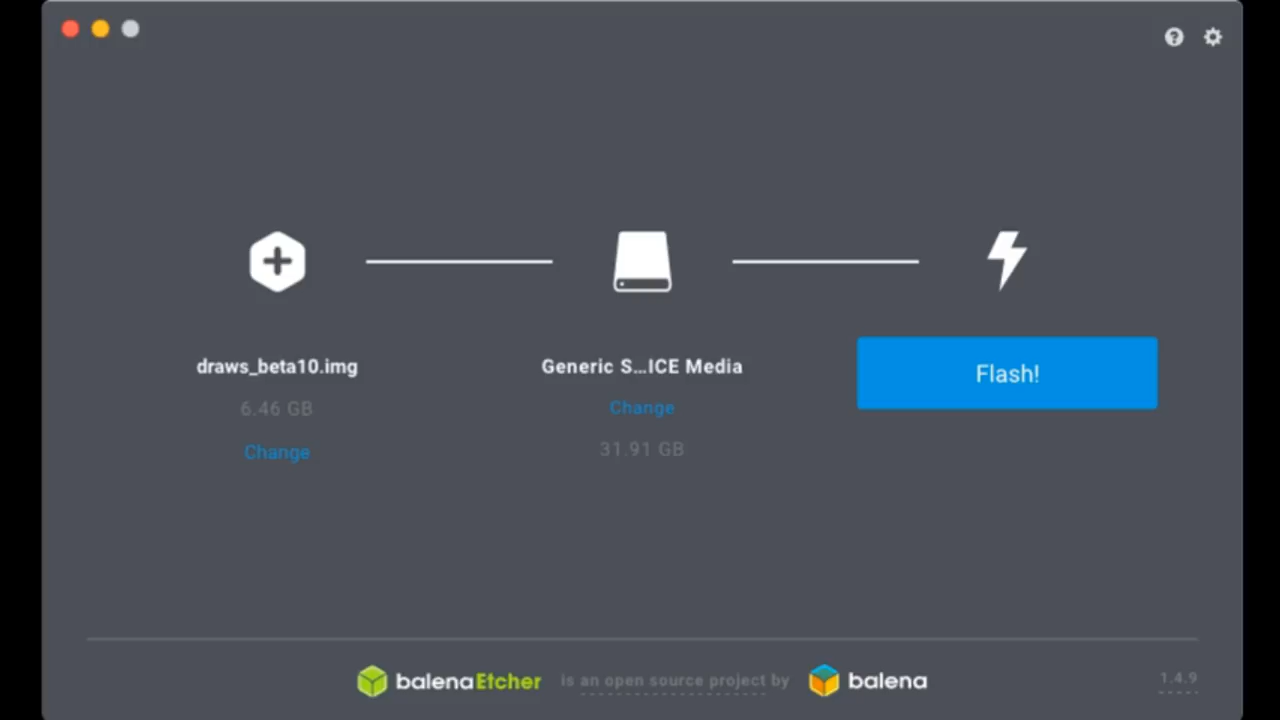 draws_beta10.img
6.46 GB
Change
Generic S...ICE Media
Change
31.91 GB
Flash!
balenaEtcher is an open source project by balena
1.4.9